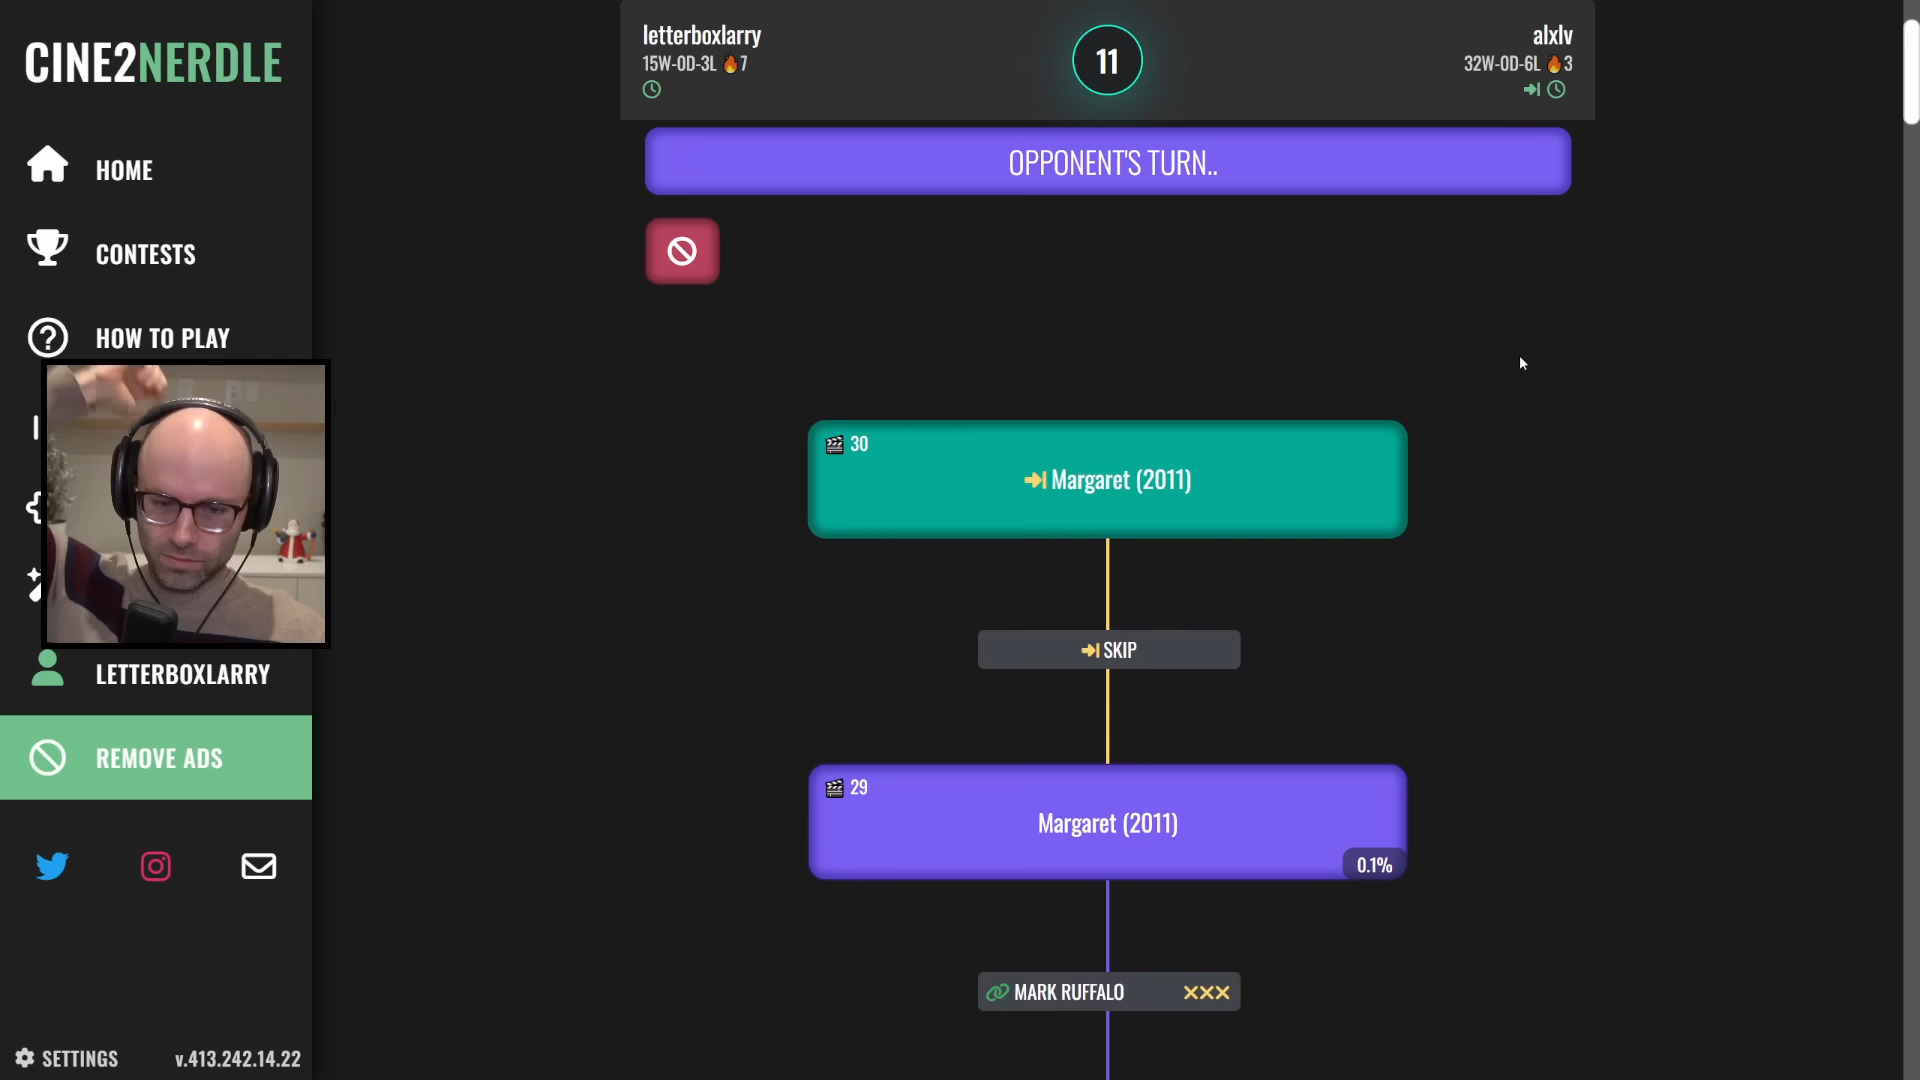 CINE2NERDLE
HOME
CONTESTS
HOW TO PLAY
LETTERBOXLARRY
REMOVE ADS
SETTINGS
v.413.242.14.22
letterboxlarry
15W-0D-3L 🔥7
11
alxlv
32W-0D-6L 🔥3
OPPONENT'S TURN..
30
Margaret (2011)
SKIP
29
Margaret (2011)
0.1%
MARK RUFFALO